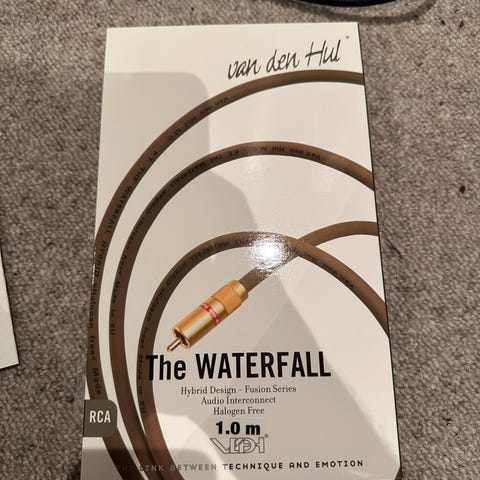 van den Hul®
The WATERFALL
Hybrid Design - Fusion Series
Audio Interconnect
Halogen Free
1.0 m
RCA
VDH®
THE LINK BETWEEN TECHNIQUE AND EMOTION